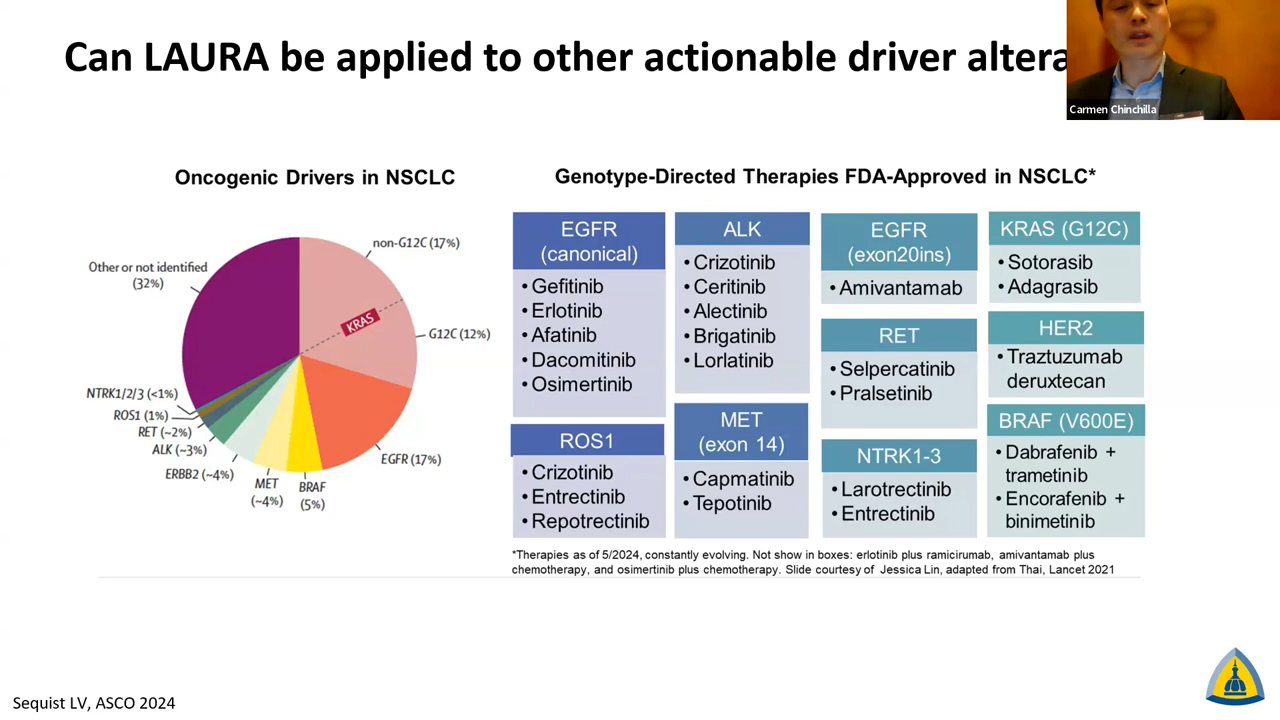 Can LAURA be applied to other actionable driver altera
Carmen Chinchilla
Oncogenic Drivers in NSCLC
non-G12C (17%)
Other or not identified
(32%)
KRAS
G12C (12%)
NTRK1/2/3 (<1%)
ROS1 (1%)
RET (~2%)
ALK (~3%)
ERBB2 (~4%)
MET
(~4%)
BRAF
(5%)
EGFR (17%)
Genotype-Directed Therapies FDA-Approved in NSCLC*
EGFR
(canonical)
• Gefitinib
• Erlotinib
• Afatinib
• Dacomitinib
• Osimertinib
ROS1
• Crizotinib
• Entrectinib
• Repotrectinib
ALK
• Crizotinib
• Ceritinib
• Alectinib
• Brigatinib
• Lorlatinib
MET
(exon 14)
• Capmatinib
• Tepotinib
EGFR
(exon20ins)
• Amivantamab
RET
• Selpercatinib
• Pralsetinib
NTRK1-3
• Larotrectinib
• Entrectinib
KRAS (G12C)
• Sotorasib
• Adagrasib
HER2
• Traztuzumab
deruxtecan
BRAF (V600E)
• Dabrafenib +
trametinib
• Encorafenib +
binimetinib
*Therapies as of 5/2024, constantly evolving. Not show in boxes: erlotinib plus ramicirumab, amivantamab plus
chemotherapy, and osimertinib plus chemotherapy. Slide courtesy of Jessica Lin, adapted from Thai, Lancet 2021
Sequist LV, ASCO 2024